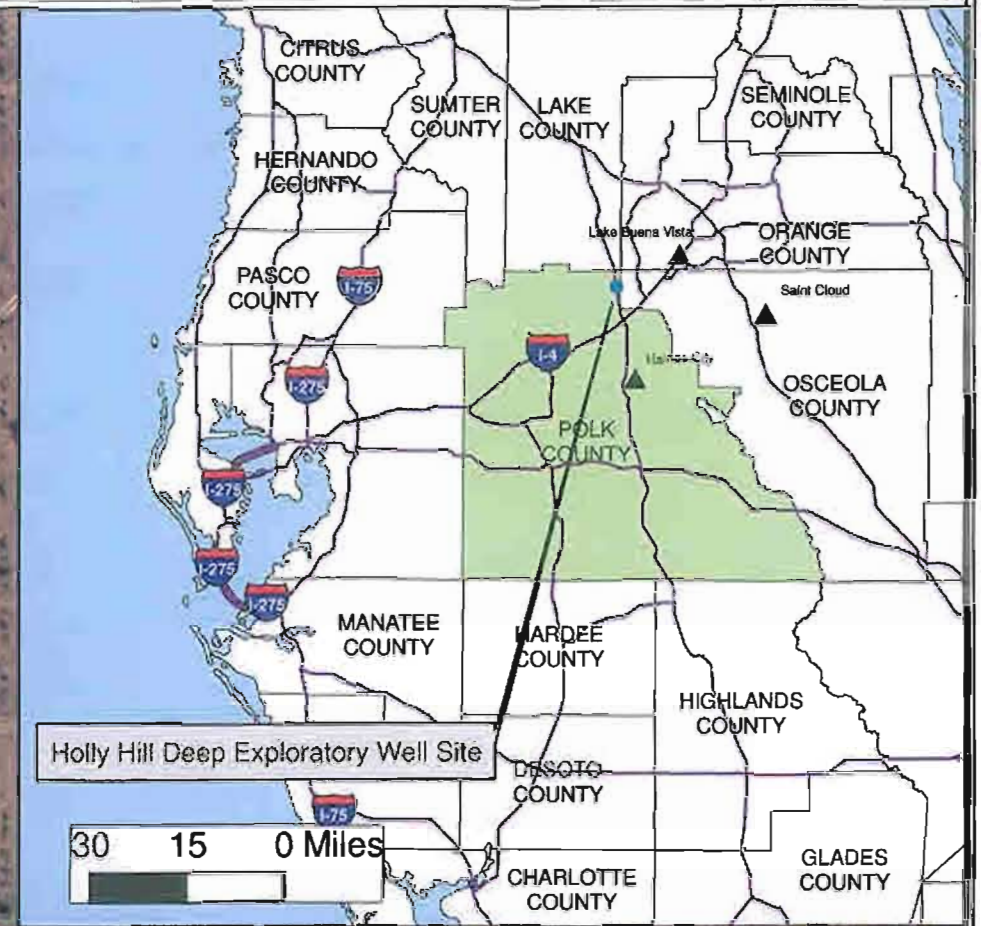 CITRUS
COUNTY
SUMTER
COUNTY
LAKE
COUNTY
SEMINOLE
COUNTY
HERNANDO
COUNTY
Lake Buena Vista
ORANGE
COUNTY
PASCO
COUNTY
I-75
Saint Cloud
I-4
Haines City
I-275
OSCEOLA
COUNTY
POLK
COUNTY
I-275
I-275
I-275
MANATEE
COUNTY
HARDEE
COUNTY
HIGHLANDS
COUNTY
Holly Hill Deep Exploratory Well Site
DESOTO
COUNTY
I-75
30 15 0 Miles
GLADES
COUNTY
CHARLOTTE
COUNTY